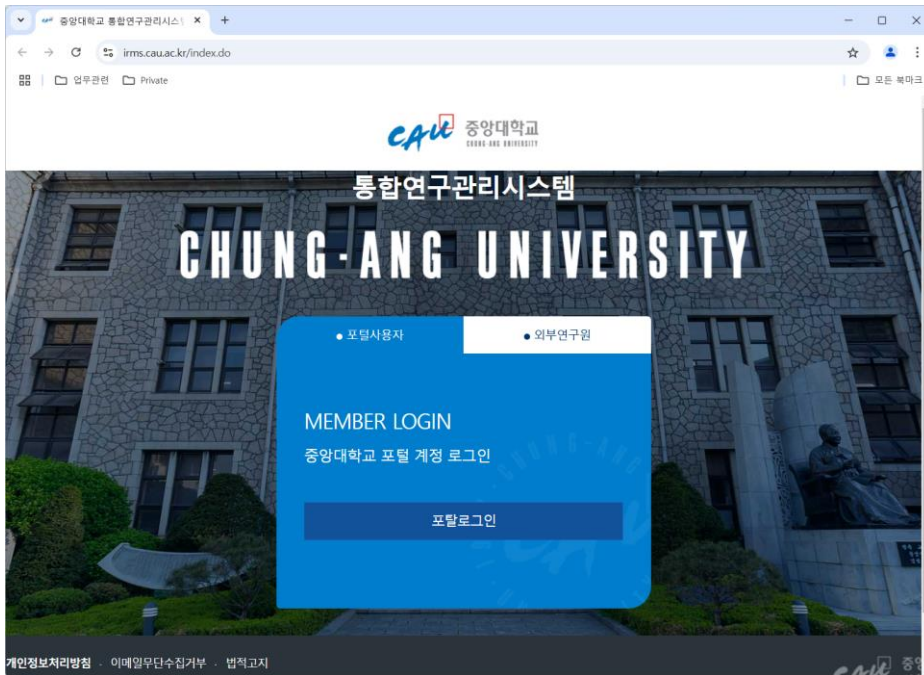 중앙대학교 통합연구관리시스
irms.cau.ac.kr/index.do
업무관련 Private 모든 북마크
CAU 중앙대학교
CHUNG-ANG UNIVERSITY
통합연구관리시스템
CHUNG-ANG UNIVERSITY
포털사용자 외부연구원
MEMBER LOGIN
중앙대학교 포털 계정 로그인
포탈로그인
개인정보처리방침 · 이메일무단수집거부 · 법적고지
CAU 중앙